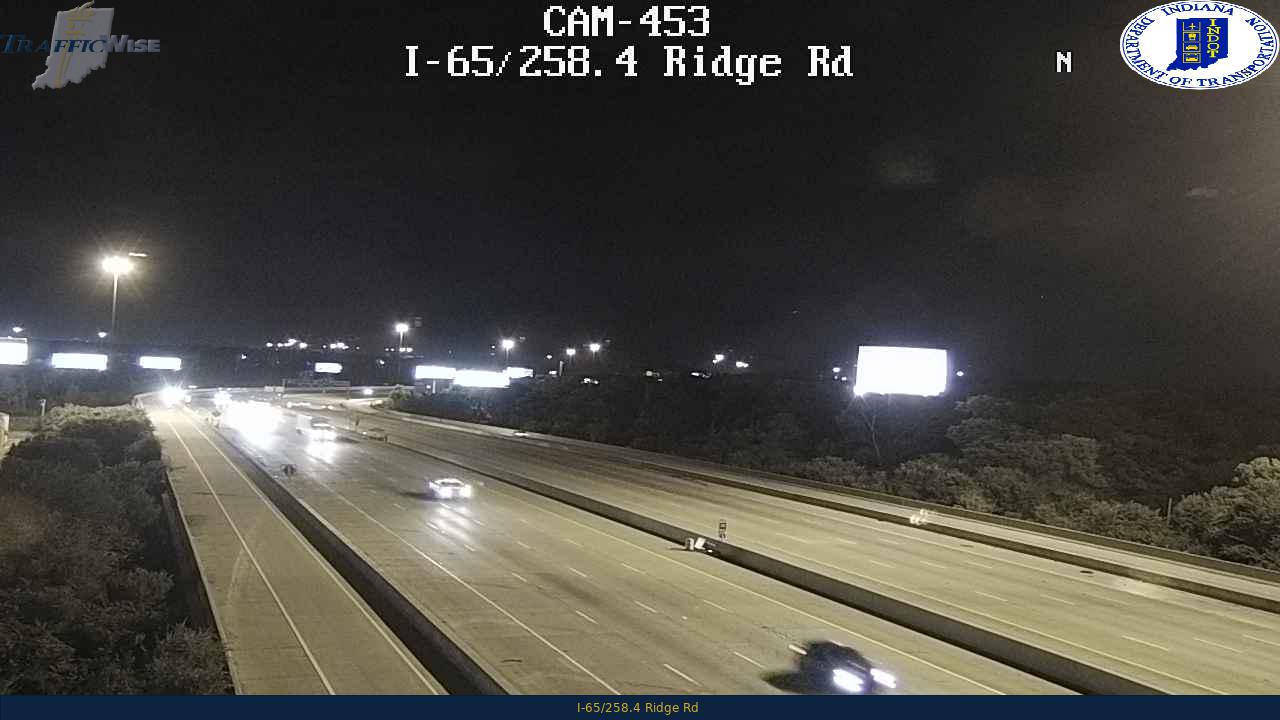 CAM-453
I-65/258.4 Ridge Rd
N
TRAFFICWISE
INDIANA DEPARTMENT OF TRANSPORTATION
INDOT
I-65/258.4 Ridge Rd